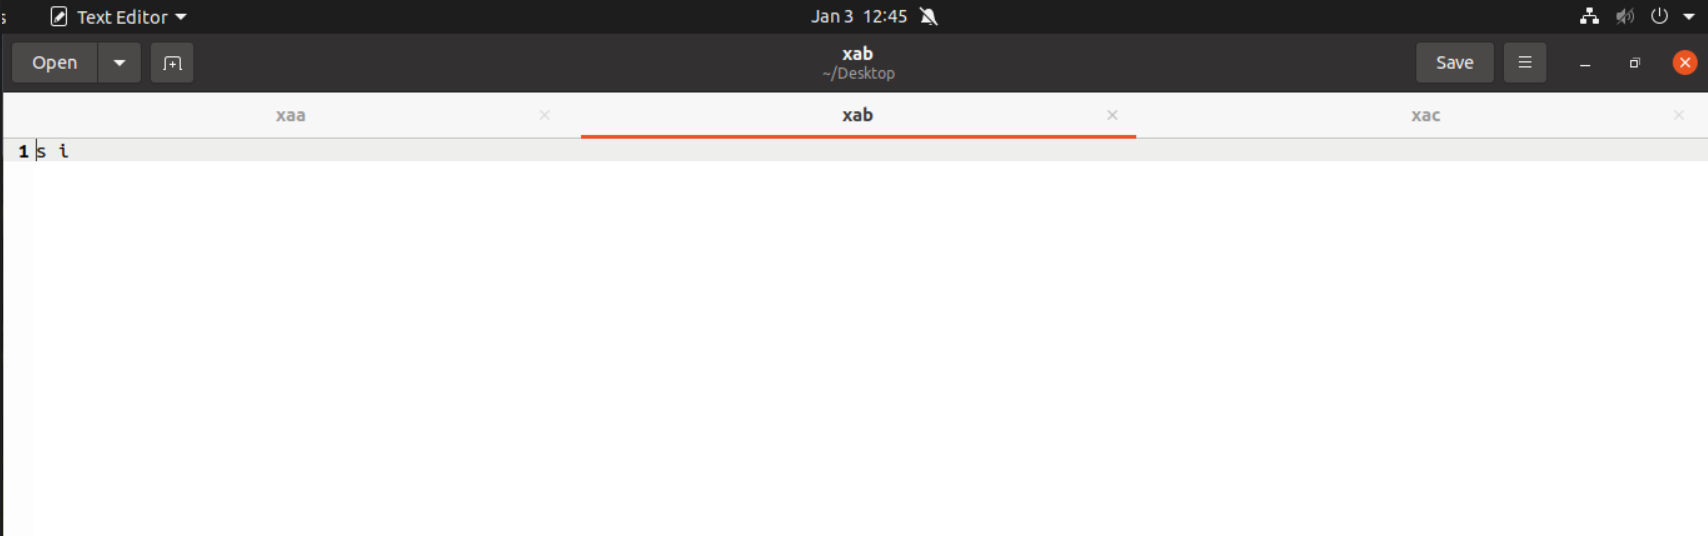 s
Text Editor
Jan 3 12:45
Open
xab
~/Desktop
Save
xaa
xab
xac
1 s i